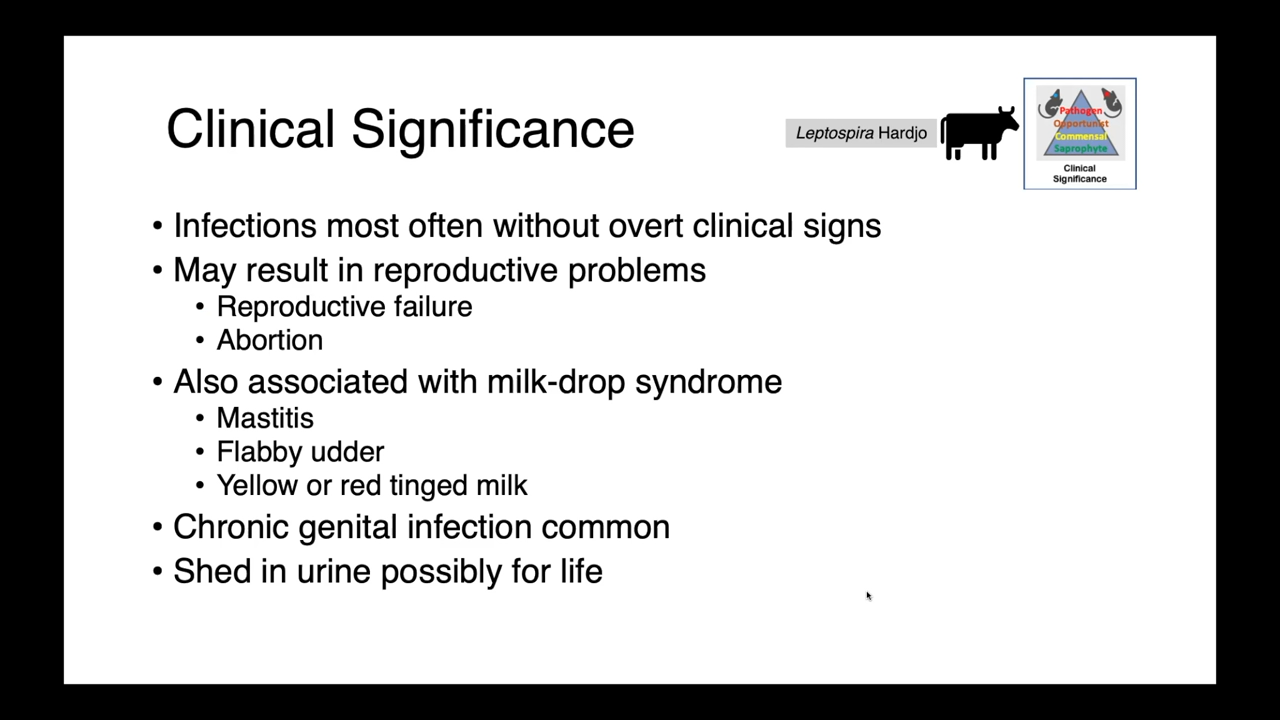 Clinical Significance
Leptospira Hardjo
Pathogen
Opportunist
Commensal
Saprophyte
Clinical
Significance
• Infections most often without overt clinical signs
• May result in reproductive problems
• Reproductive failure
• Abortion
• Also associated with milk-drop syndrome
• Mastitis
• Flabby udder
• Yellow or red tinged milk
• Chronic genital infection common
• Shed in urine possibly for life